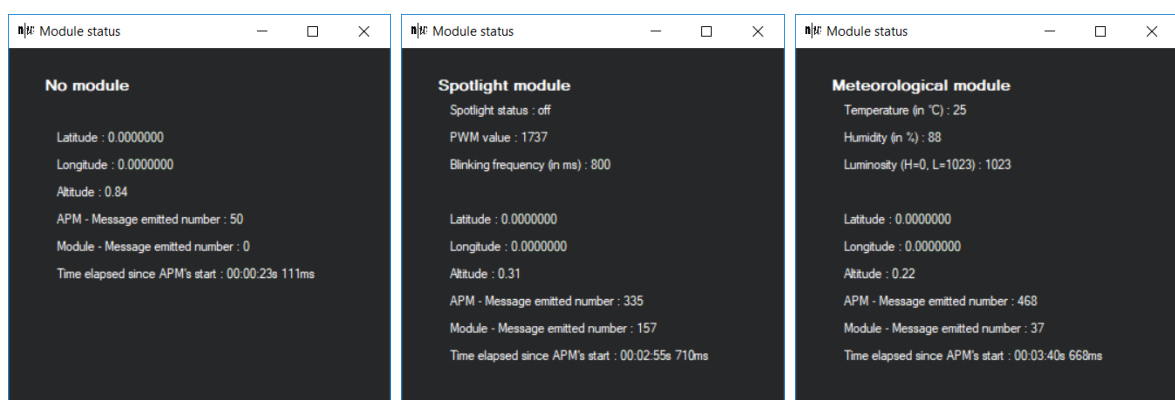 Module status
No module
Latitude : 0.0000000
Longitude : 0.0000000
Altitude : 0.84
APM - Message emitted number : 50
Module - Message emitted number : 0
Time elapsed since APM's start : 00:00:23s 111ms
Module status
Spotlight module
Spotlight status : off
PWM value : 1737
Blinking frequency (in ms) : 800
Latitude : 0.0000000
Longitude : 0.0000000
Altitude : 0.31
APM - Message emitted number : 335
Module - Message emitted number : 157
Time elapsed since APM's start : 00:02:55s 710ms
Module status
Meteorological module
Temperature (in °C) : 25
Humidity (in %) : 88
Luminosity (H=0, L=1023) : 1023
Latitude : 0.0000000
Longitude : 0.0000000
Altitude : 0.22
APM - Message emitted number : 468
Module - Message emitted number : 37
Time elapsed since APM's start : 00:03:40s 668ms